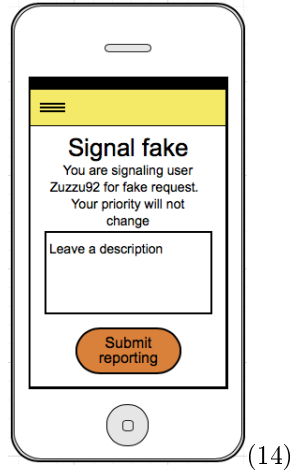 Signal fake
You are signaling user
Zuzzu92 for fake request.
Your priority will not
change
Leave a description
Submit
reporting
(14)